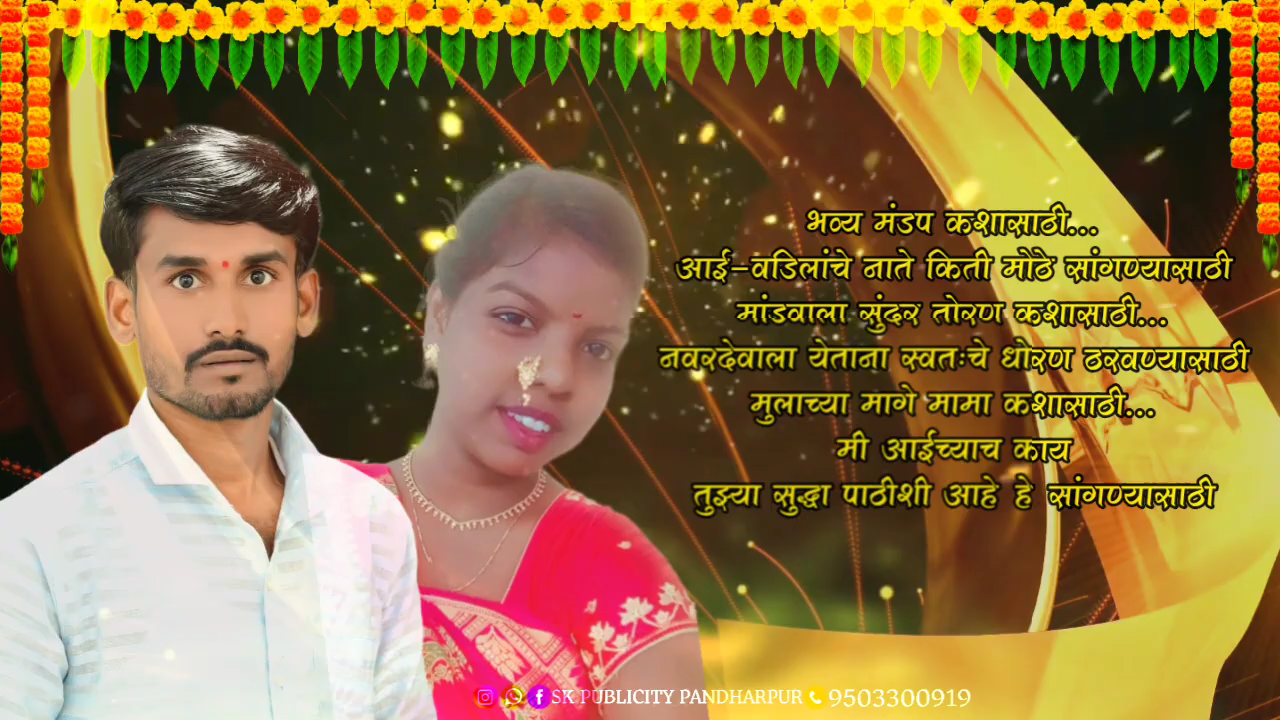 भव्य मंडप कशासाठी...
आई-वडिलांचे नाते किती मोठे सांगण्यासाठी
मांडवाला सुंदर तोरण कशासाठी...
नवरदेवाला येताना स्वतःचे धोरण ठरवण्यासाठी
मुलाच्या मागे मामा कशासाठी...
मी आईच्याच काय
तुझ्या सुद्धा पाठीशी आहे हे सांगण्यासाठी
SK PUBLICITY PANDHARPUR 9503300919